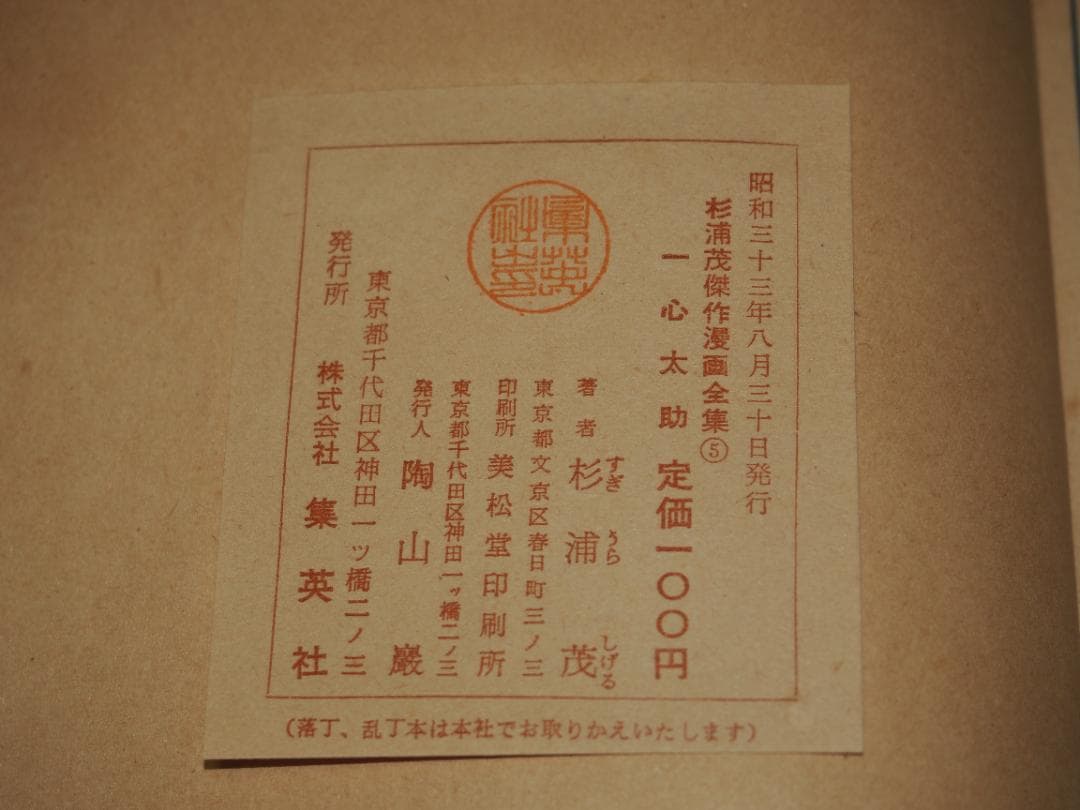 昭和三十三年八月三十日発行
杉浦茂傑作漫画全集⑤
一心太助 定価一〇〇円
著者 杉浦茂
すぎ うら しげる
東京都文京区春日町三ノ三
印刷所 美松堂印刷所
東京都千代田区神田一ッ橋二ノ三
発行人 陶山巖
集英社印
東京都千代田区神田一ッ橋二ノ三
発行所 株式会社 集英社
(落丁、乱丁本は本社でお取りかえいたします)